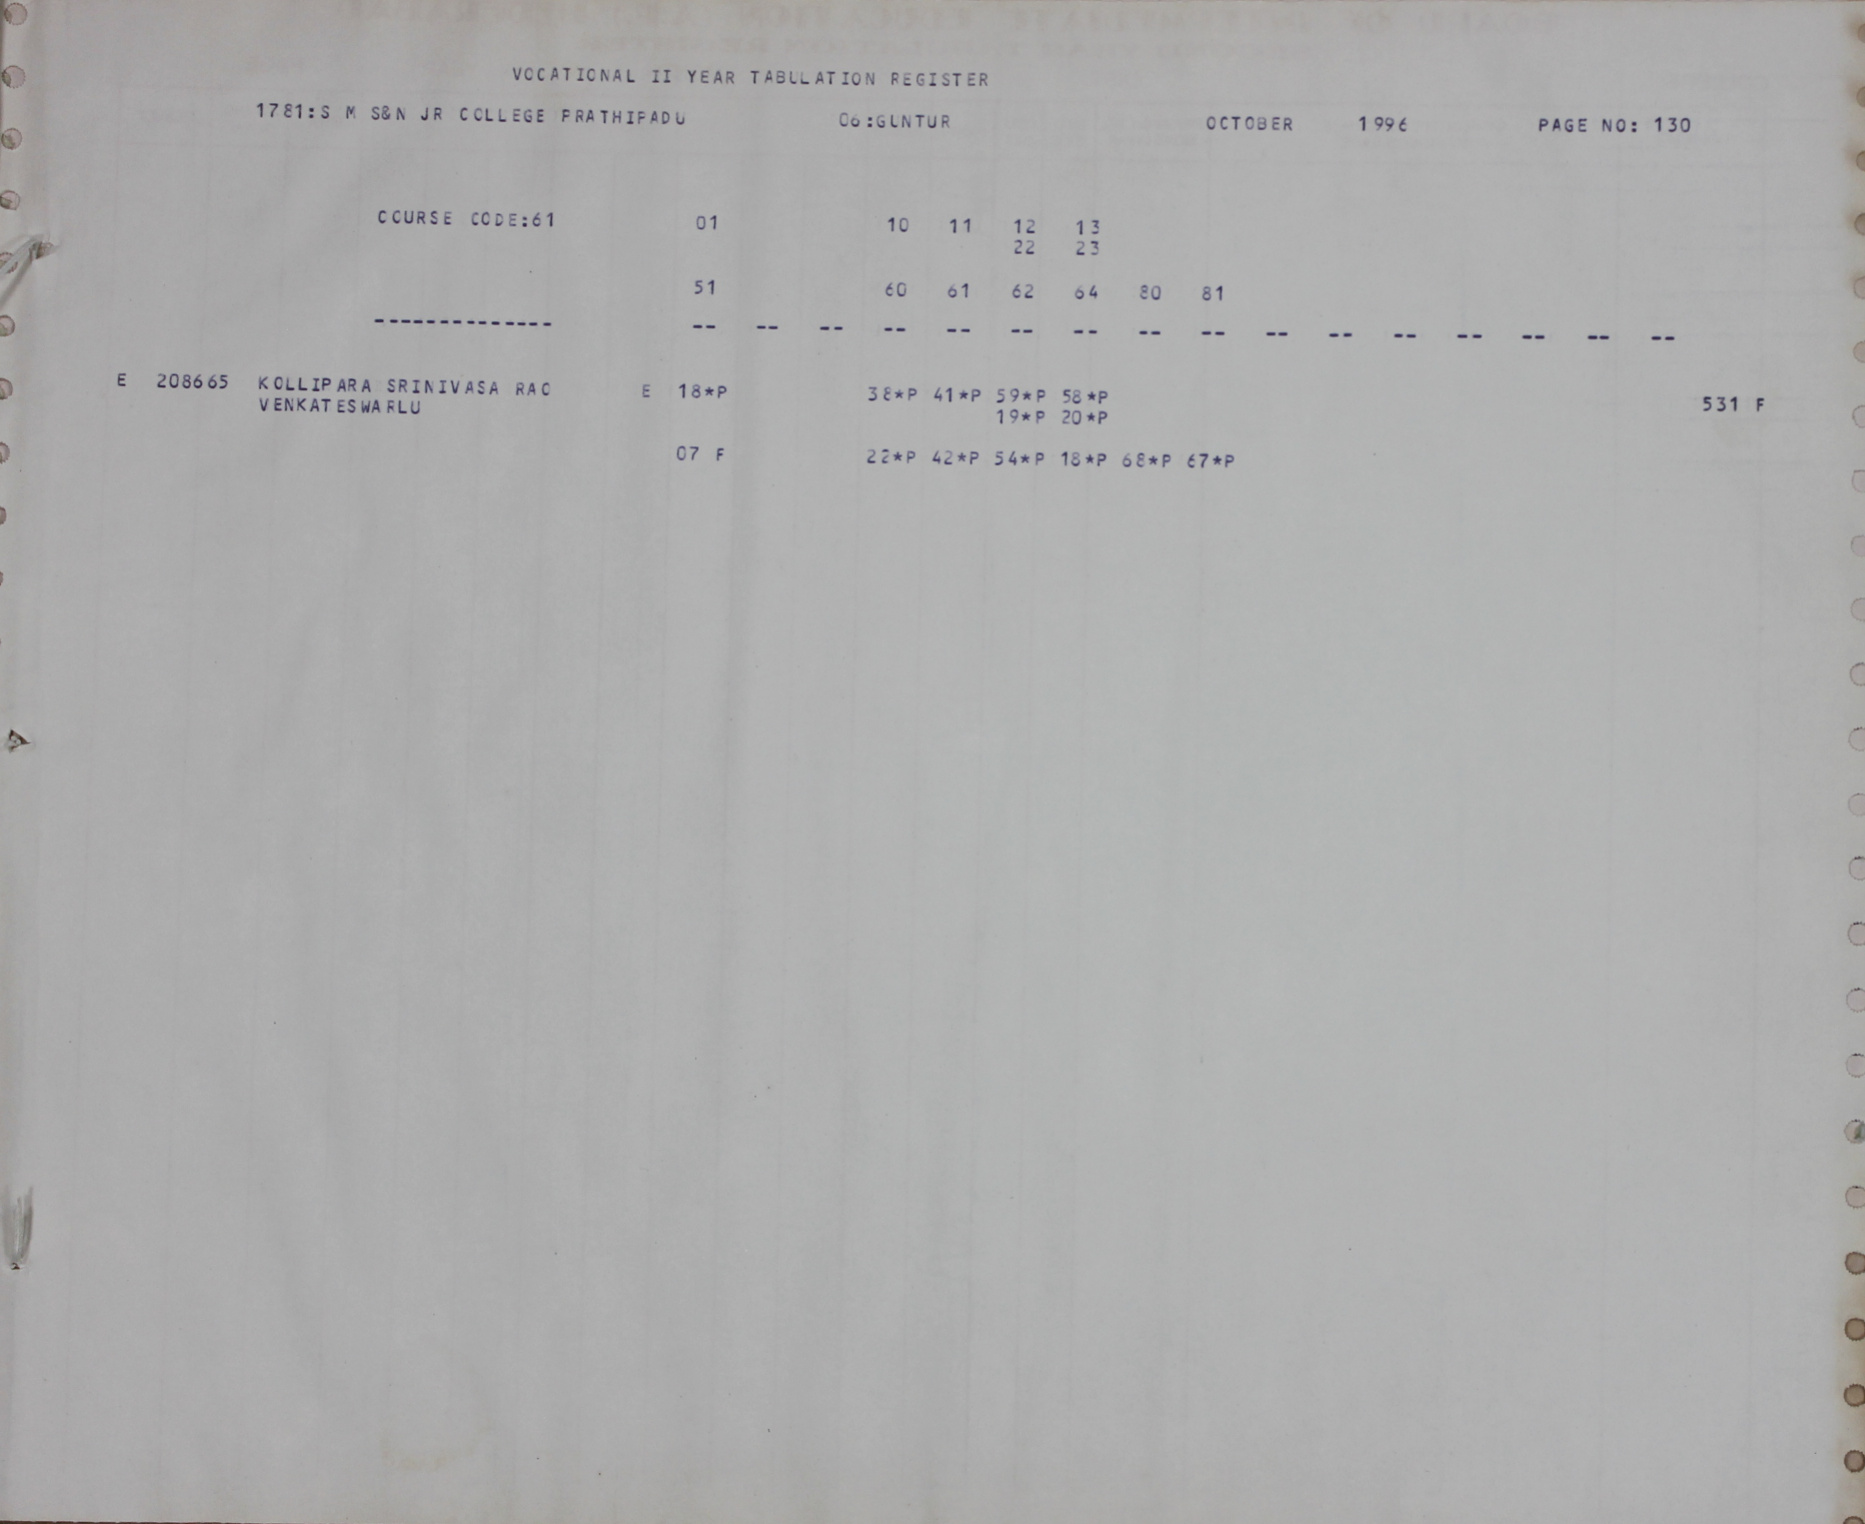 VOCATIONAL II YEAR TABULATION REGISTER
1781:S M S&N JR COLLEGE PRATHIPADU 06:GUNTUR OCTOBER 1996 PAGE NO: 130
COURSE CODE:61 01 10 11 12 13
22 23
51 60 61 62 64 80 81
-------------- -- -- -- -- -- -- -- -- -- -- -- -- -- -- -- --
E 208665 KOLLIPARA SRINIVASA RAO E 18*P 38*P 41*P 59*P 58*P 531 F
VENKATESWARLU 19*P 20*P
07 F 22*P 42*P 54*P 18*P 68*P 67*P